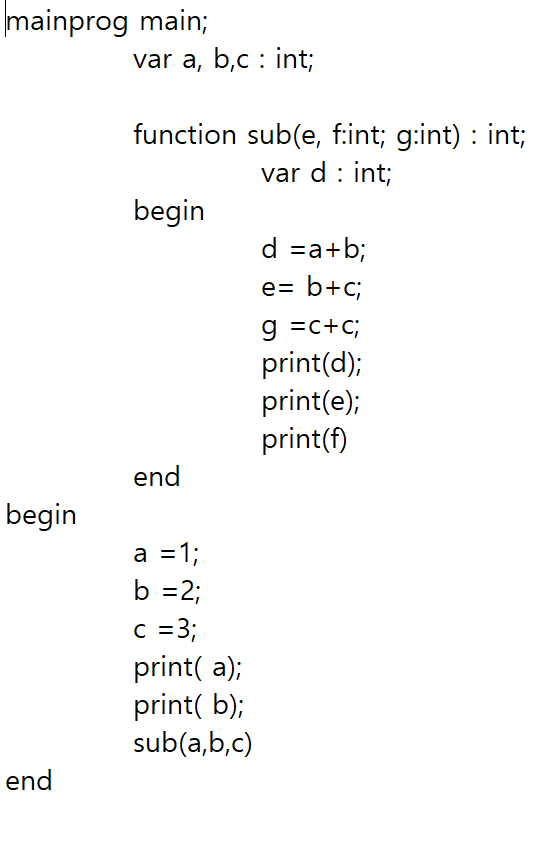 mainprog main;
var a, b,c : int;
function sub(e, f:int; g:int) : int;
var d : int;
begin
d =a+b;
e= b+c;
g =c+c;
print(d);
print(e);
print(f)
end
begin
a =1;
b =2;
c =3;
print( a);
print( b);
sub(a,b,c)
end